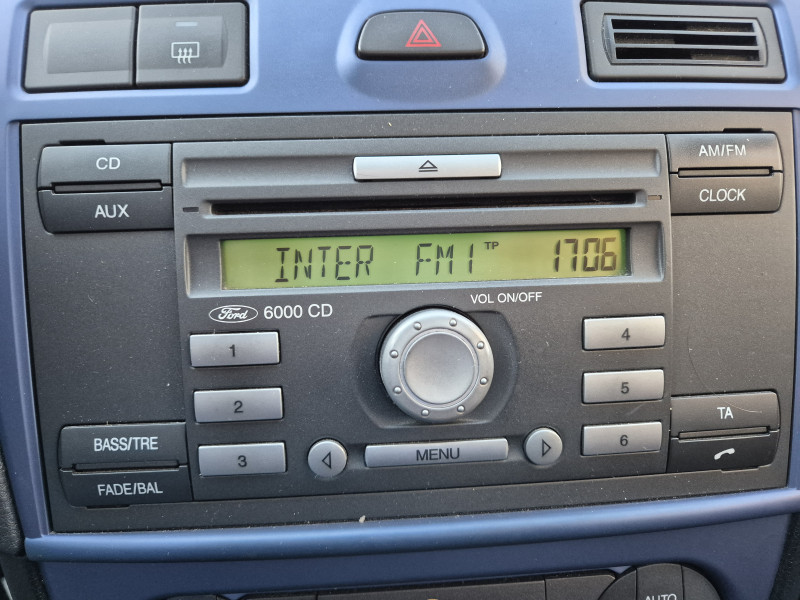 CD
AUX
AM/FM
CLOCK
INTER FM1 TP 1706
Ford 6000 CD
VOL ON/OFF
1
2
3
4
5
6
MENU
BASS/TRE
FADE/BAL
TA
AUTO